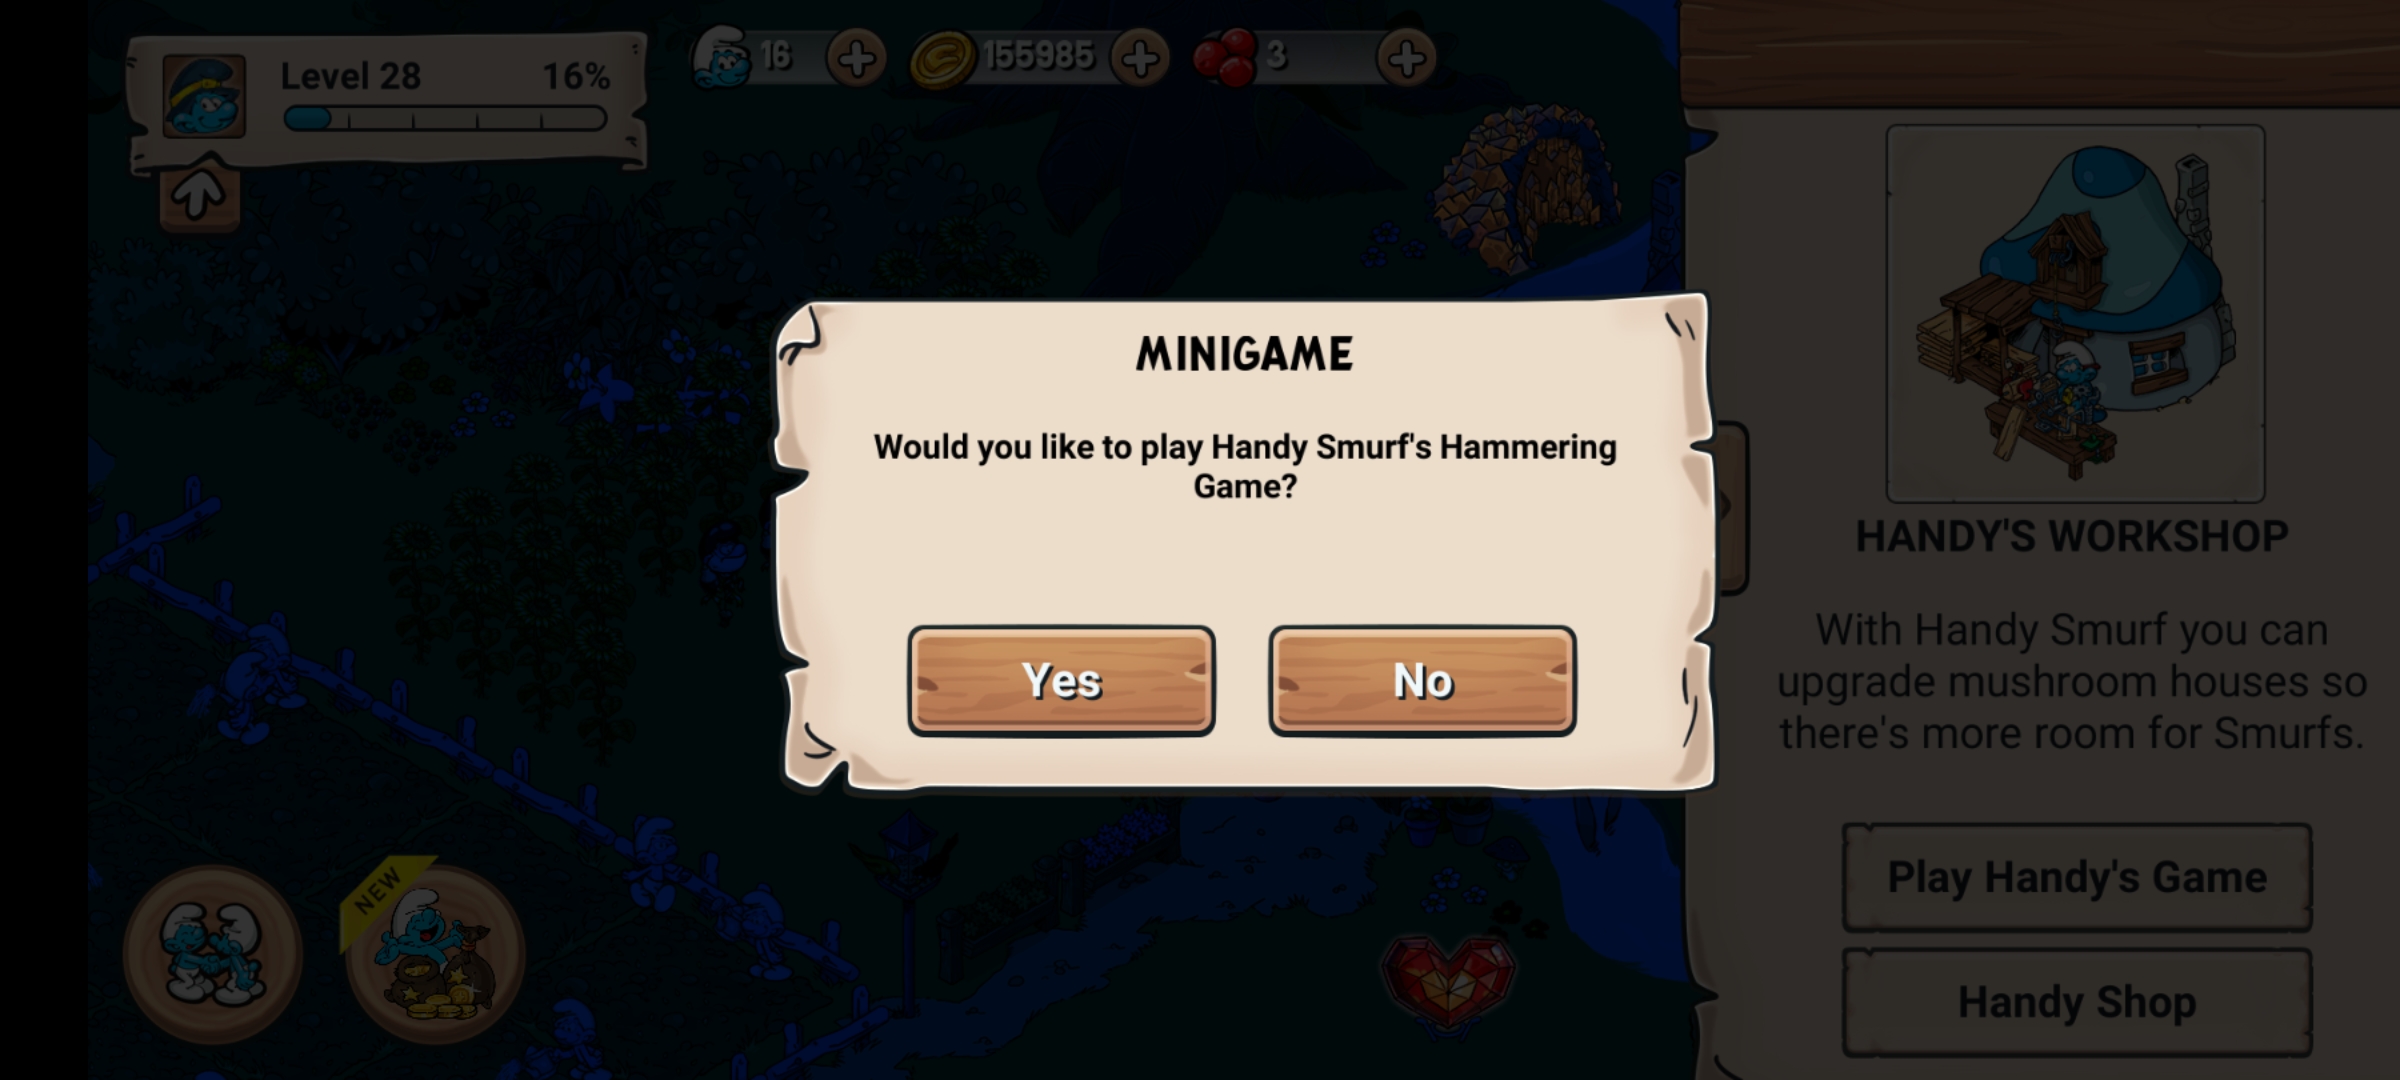 Level 28 16%
16
155985
3
MINIGAME
Would you like to play Handy Smurf's Hammering
Game?
Yes
No
HANDY'S WORKSHOP
With Handy Smurf you can
upgrade mushroom houses so
there's more room for Smurfs.
Play Handy's Game
Handy Shop
NEW